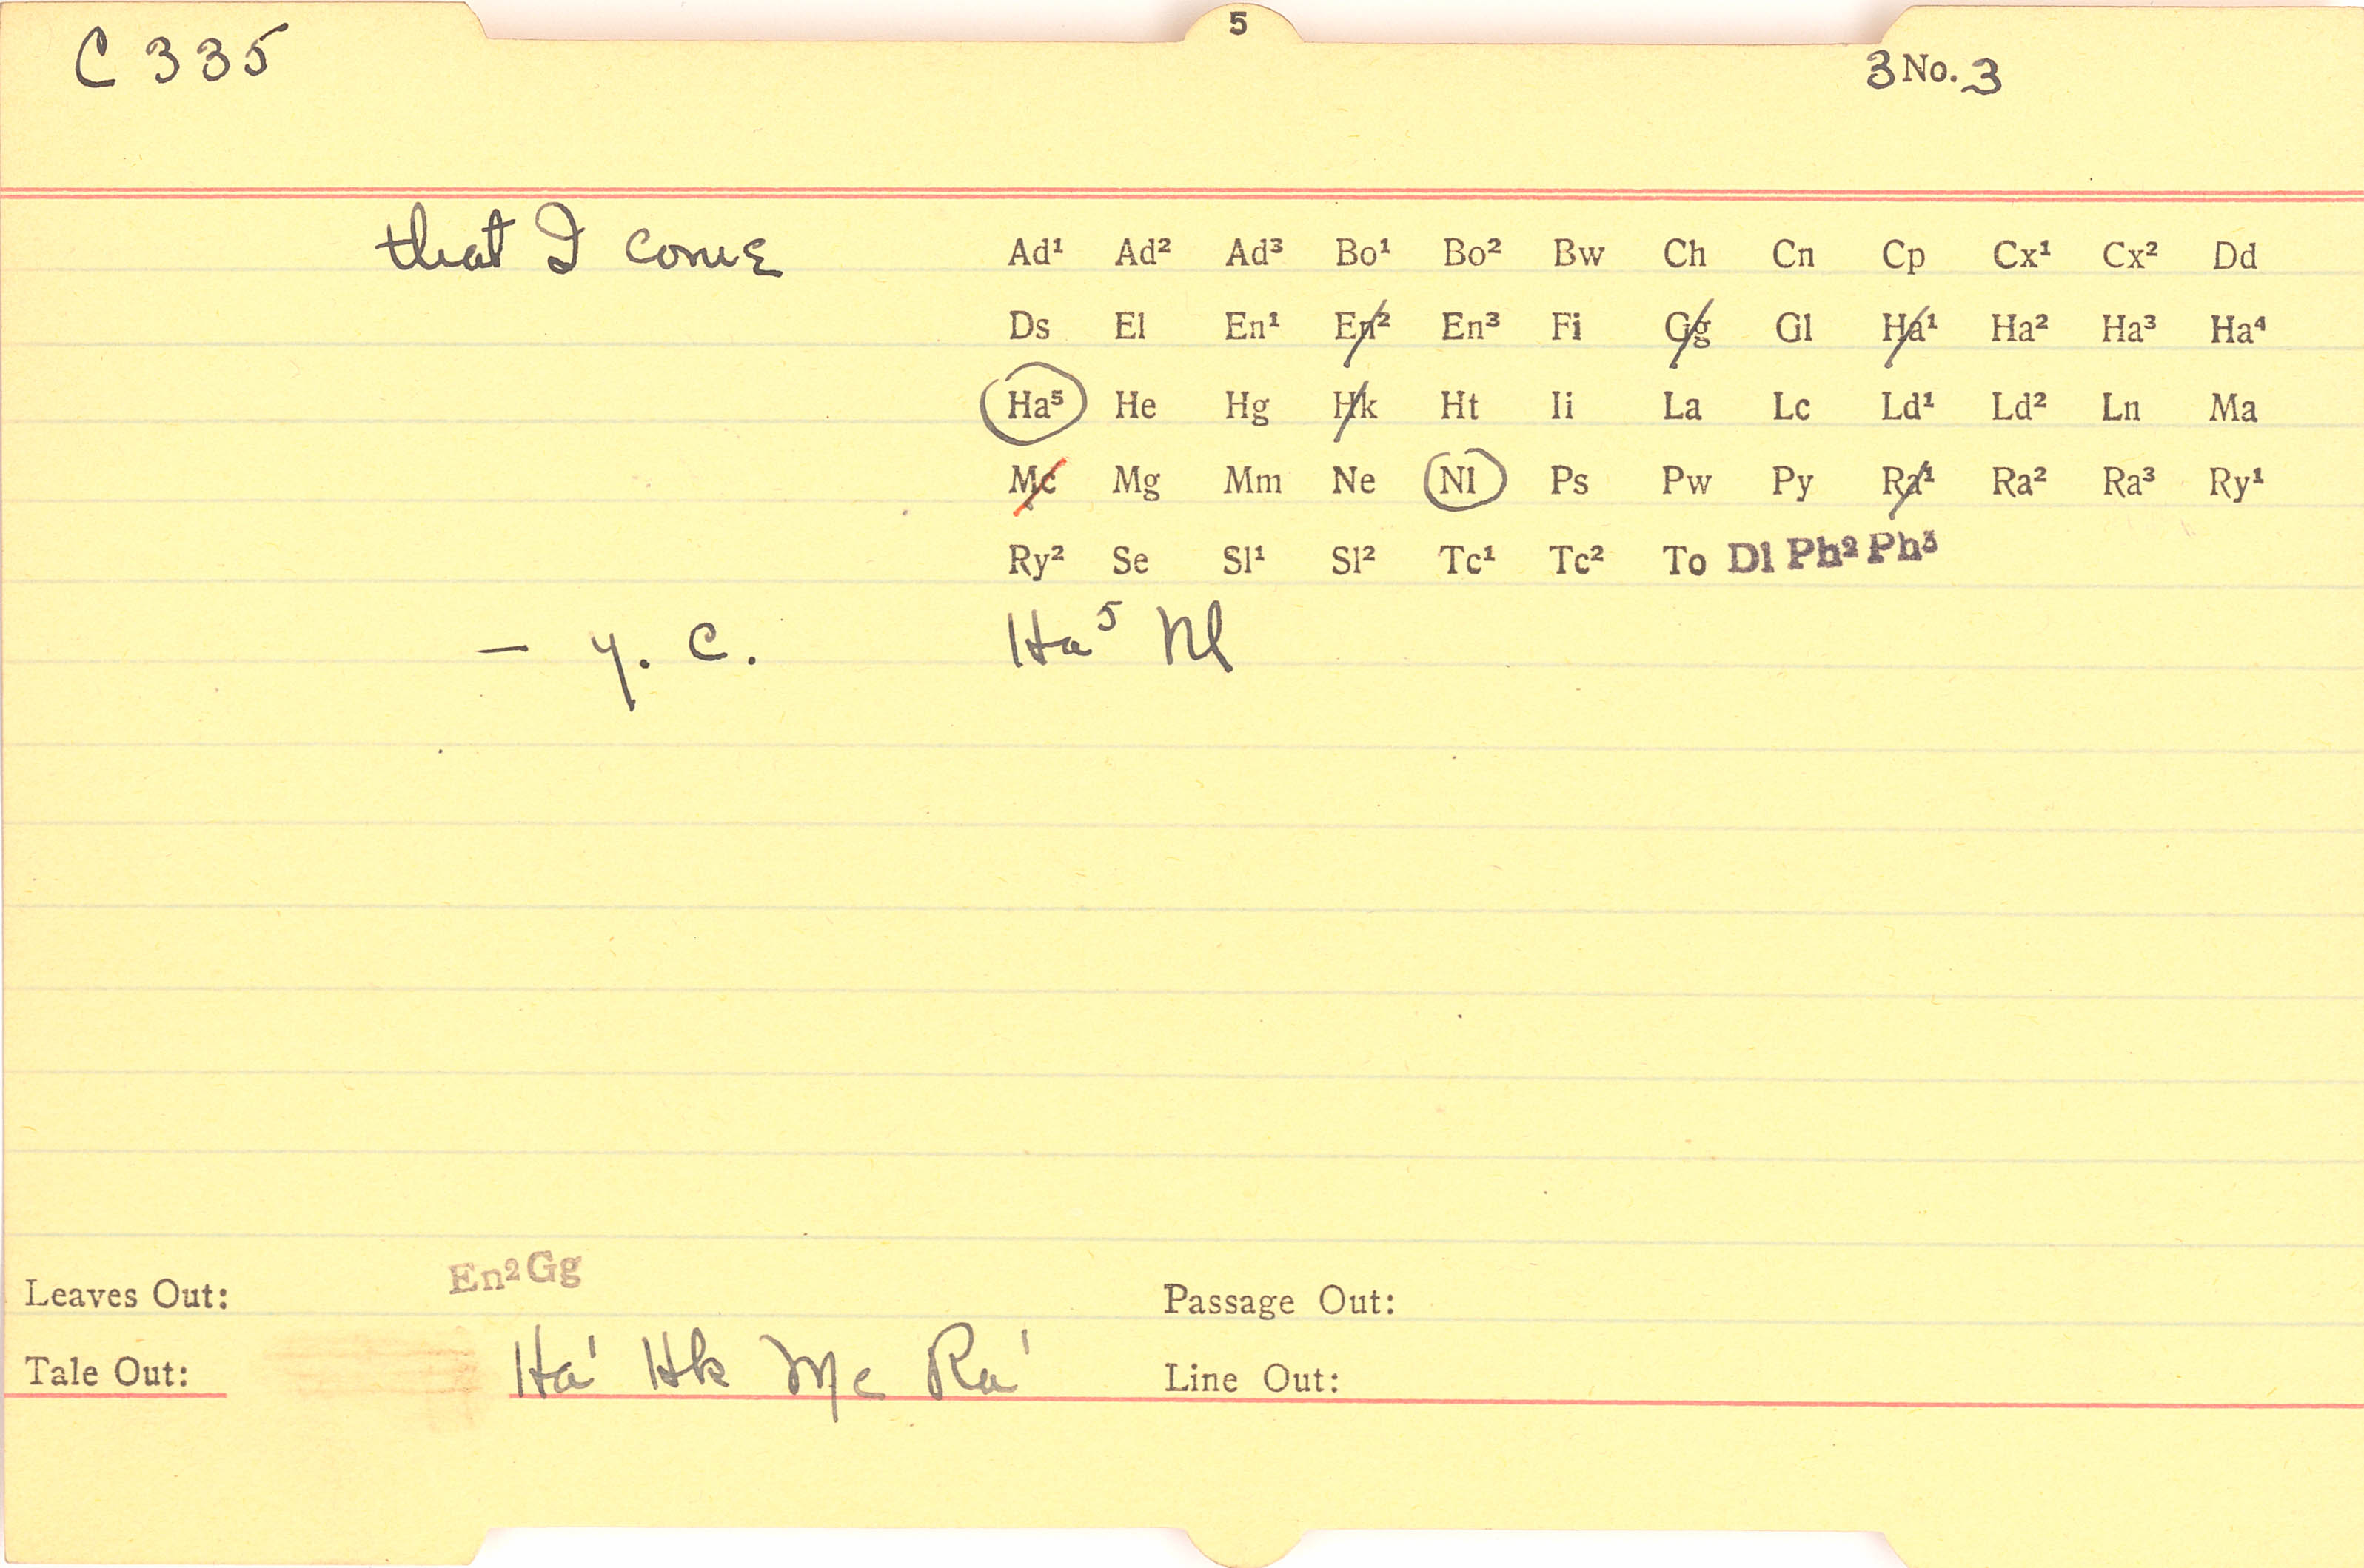 5
C 335
3 No. 3
that I come Ad¹ Ad² Ad³ Bo¹ Bo² Bw Ch Cn Cp Cx¹ Cx² Dd
Ds El En¹ En² En³ Fi Gg Gl Ha¹ Ha² Ha³ Ha⁴
Ha⁵ He Hg Hk Ht Ii La Lc Ld¹ Ld² Ln Ma
Mc Mg Mm Ne Nl Ps Pw Py Ra¹ Ra² Ra³ Ry¹
Ry² Se Sl¹ Sl² Tc¹ Tc² To Dl Ph² Ph³
— y. c. Ha⁵ Nl
En² Gg
Leaves Out: Passage Out:
Tale Out: Ha¹ Hk Mc Ra¹ Line Out: